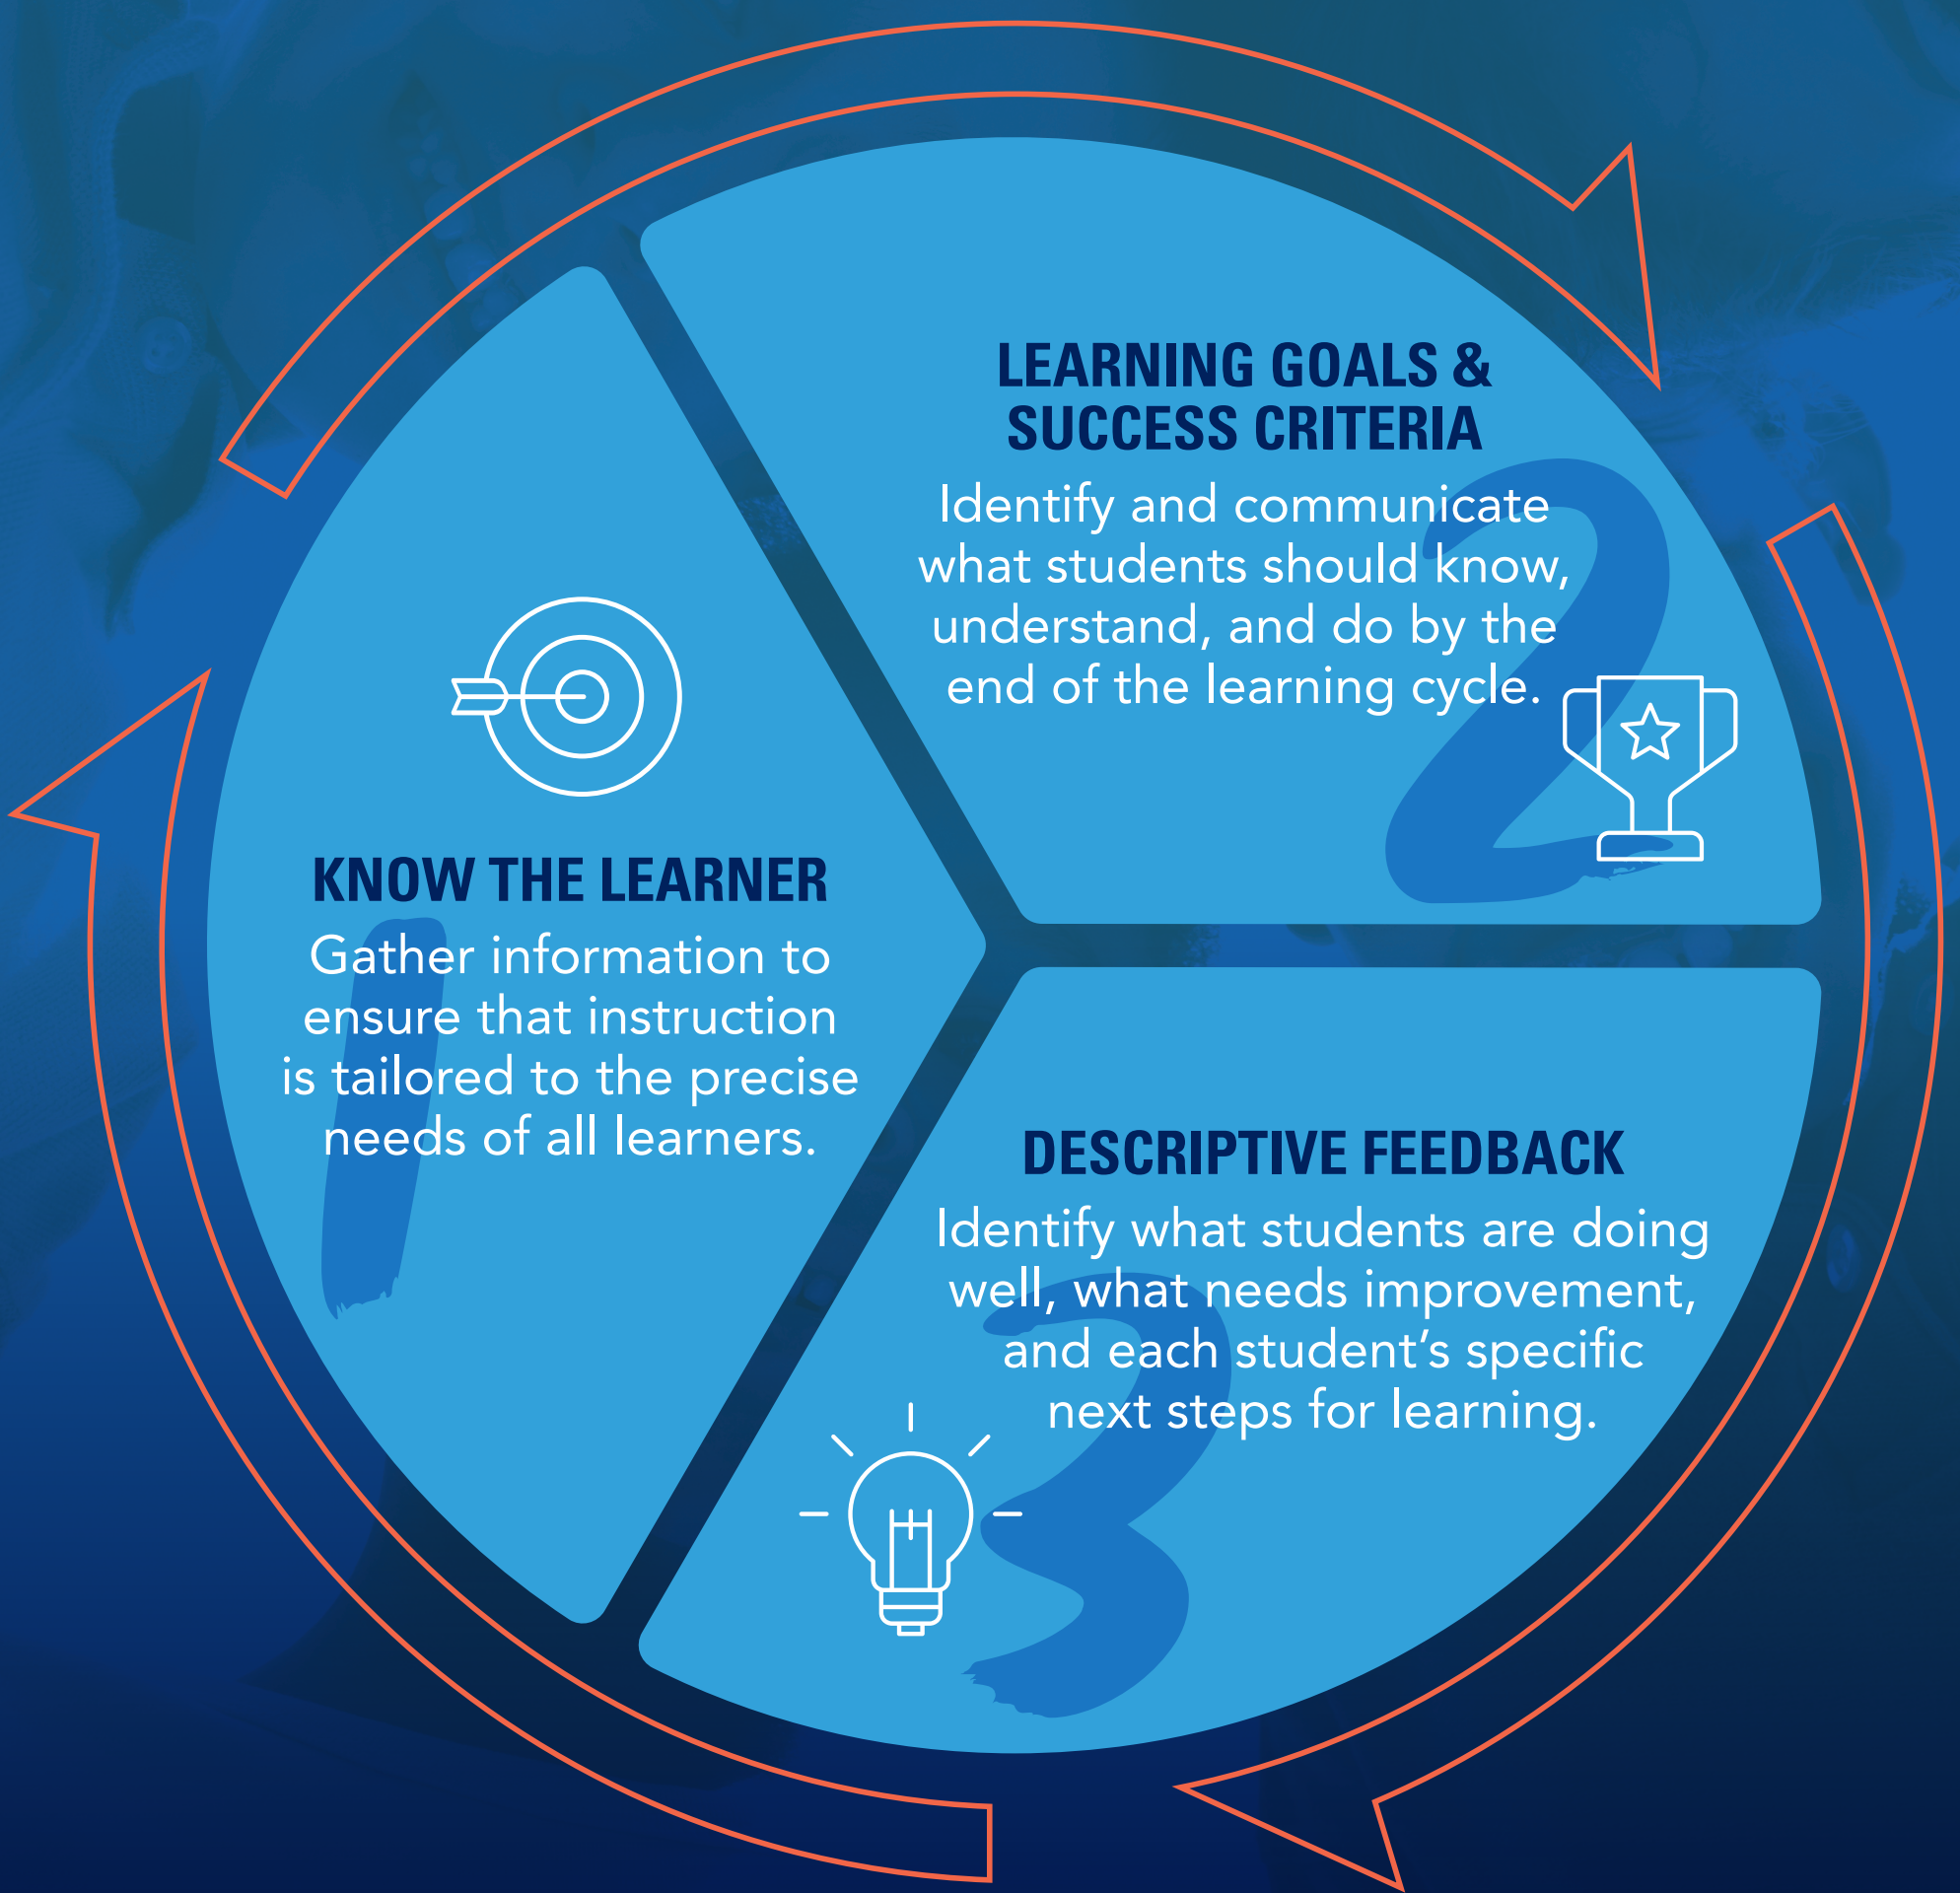 KNOW THE LEARNER
1
Gather information to
ensure that instruction
is tailored to the precise
needs of all learners.
LEARNING GOALS &
SUCCESS CRITERIA
2
Identify and communicate
what students should know,
understand, and do by the
end of the learning cycle.
DESCRIPTIVE FEEDBACK
3
Identify what students are doing
well, what needs improvement,
and each student’s specific
next steps for learning.